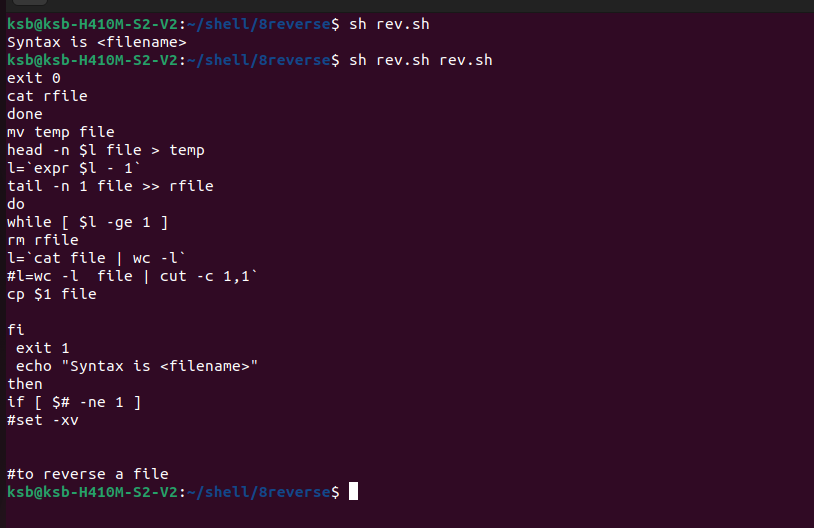 ksb@ksb-H410M-S2-V2:~/shell/8reverse$ sh rev.sh
Syntax is <filename>
ksb@ksb-H410M-S2-V2:~/shell/8reverse$ sh rev.sh rev.sh
exit 0
cat rfile
done
mv temp file
head -n $l file > temp
l=`expr $l - 1`
tail -n 1 file >> rfile
do
while [ $l -ge 1 ]
rm rfile
l=`cat file | wc -l`
#l=wc -l  file | cut -c 1,1`
cp $1 file

fi
 exit 1
 echo "Syntax is <filename>"
then
if [ $# -ne 1 ]
#set -xv


#to reverse a file
ksb@ksb-H410M-S2-V2:~/shell/8reverse$